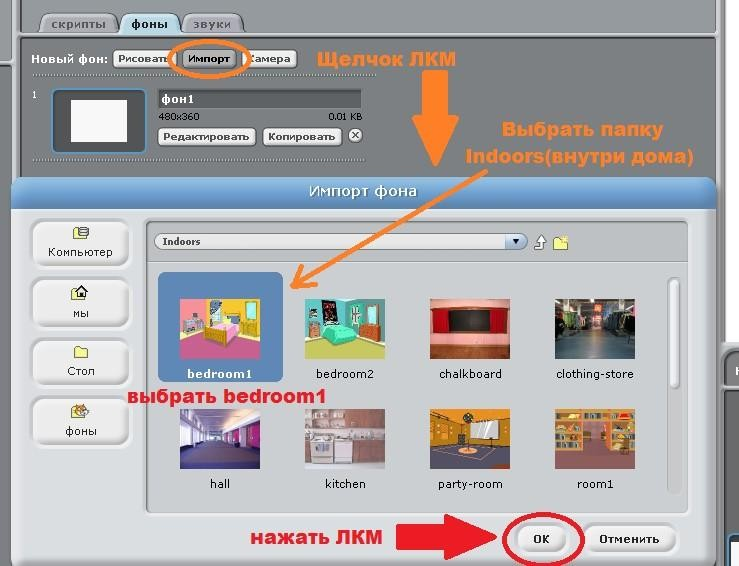 скрипты фоны звуки
Новый фон: Рисовать Импорт Камера
Щелчок ЛКМ
1 фон1
480x360 0.01 KB
Редактировать Копировать
Выбрать папку
Indoors(внутри дома)
Импорт фона
Компьютер
мы
Стол
фоны
Indoors
bedroom1 bedroom2 chalkboard clothing-store
выбрать bedroom1
hall kitchen party-room room1
нажать ЛКМ
OK Отменить